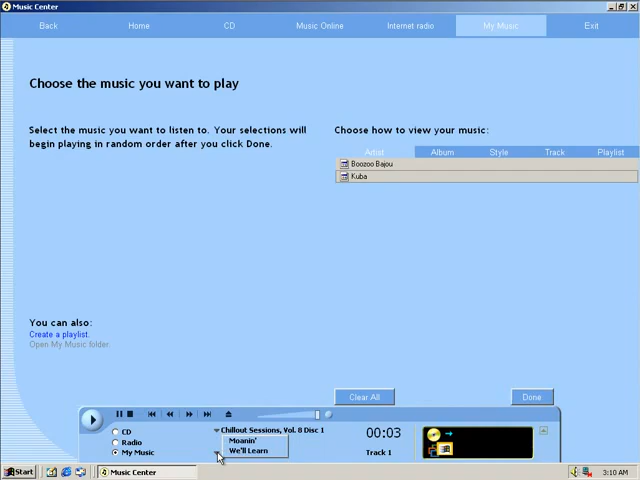 Music Center
Back Home CD Music Online Internet radio My Music Exit
Choose the music you want to play
Select the music you want to listen to. Your selections will
begin playing in random order after you click Done.
Choose how to view your music:
Artist Album Style Track Playlist
Boozoo Bajou
Kuba
You can also:
Create a playlist.
Open My Music folder.
Clear All Done
CD
Radio
My Music
Chillout Sessions, Vol. 8 Disc 1
Moanin'
We'll Learn
00:03
Track 1
Start Music Center 3:10 AM